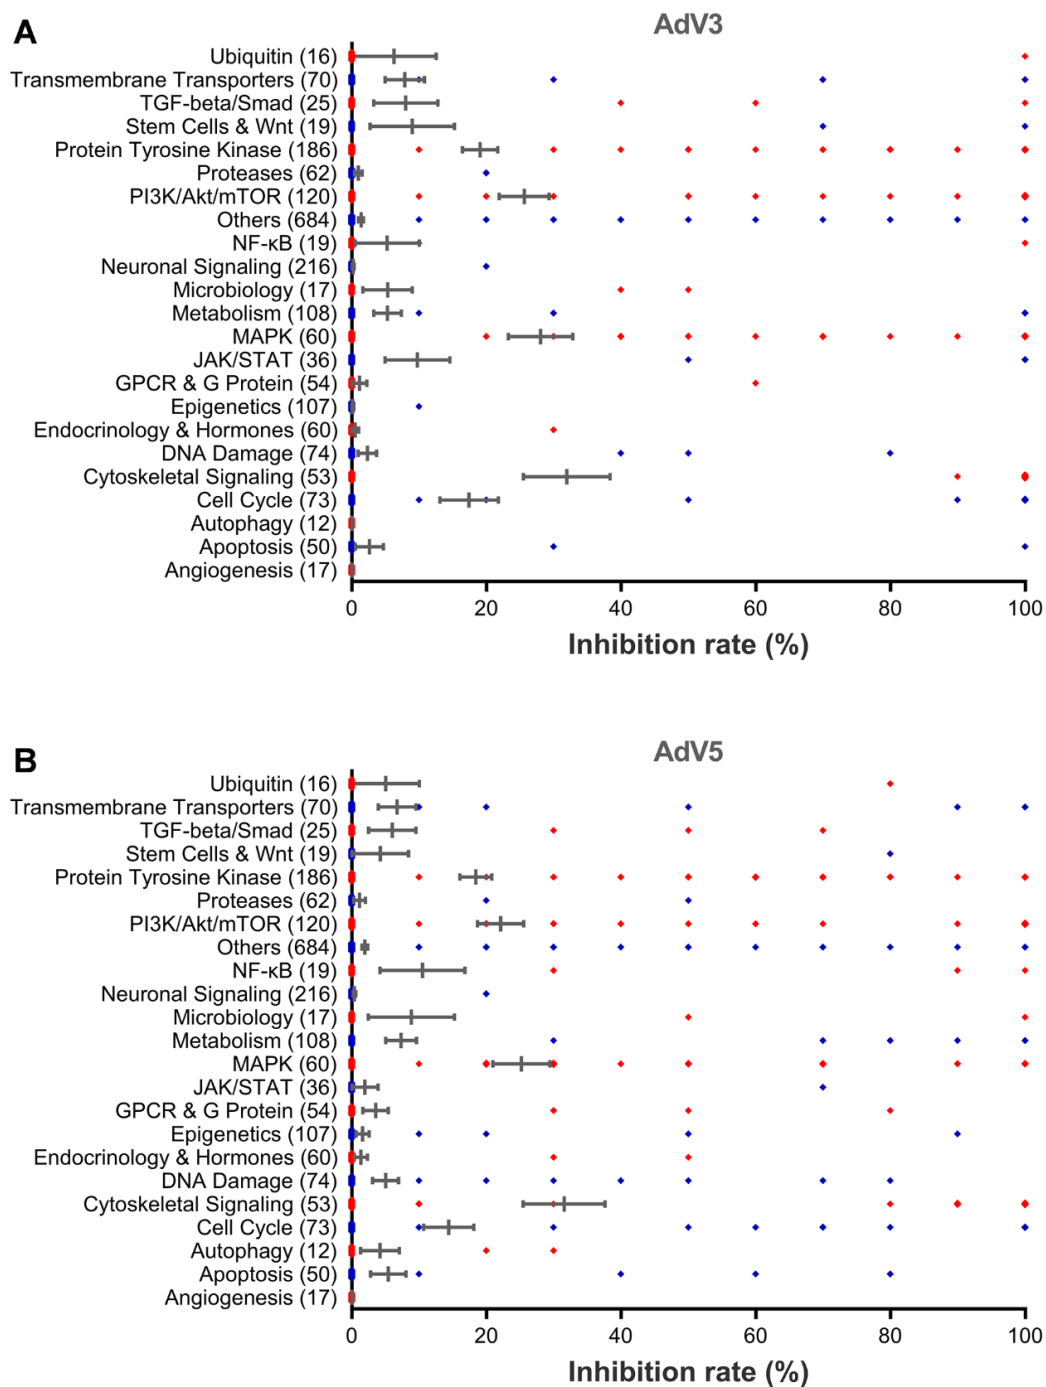 A
AdV3
Ubiquitin (16)
Transmembrane Transporters (70)
TGF-beta/Smad (25)
Stem Cells & Wnt (19)
Protein Tyrosine Kinase (186)
Proteases (62)
PI3K/Akt/mTOR (120)
Others (684)
NF-κB (19)
Neuronal Signaling (216)
Microbiology (17)
Metabolism (108)
MAPK (60)
JAK/STAT (36)
GPCR & G Protein (54)
Epigenetics (107)
Endocrinology & Hormones (60)
DNA Damage (74)
Cytoskeletal Signaling (53)
Cell Cycle (73)
Autophagy (12)
Apoptosis (50)
Angiogenesis (17)
0 20 40 60 80 100
Inhibition rate (%)
B
AdV5
Ubiquitin (16)
Transmembrane Transporters (70)
TGF-beta/Smad (25)
Stem Cells & Wnt (19)
Protein Tyrosine Kinase (186)
Proteases (62)
PI3K/Akt/mTOR (120)
Others (684)
NF-κB (19)
Neuronal Signaling (216)
Microbiology (17)
Metabolism (108)
MAPK (60)
JAK/STAT (36)
GPCR & G Protein (54)
Epigenetics (107)
Endocrinology & Hormones (60)
DNA Damage (74)
Cytoskeletal Signaling (53)
Cell Cycle (73)
Autophagy (12)
Apoptosis (50)
Angiogenesis (17)
0 20 40 60 80 100
Inhibition rate (%)